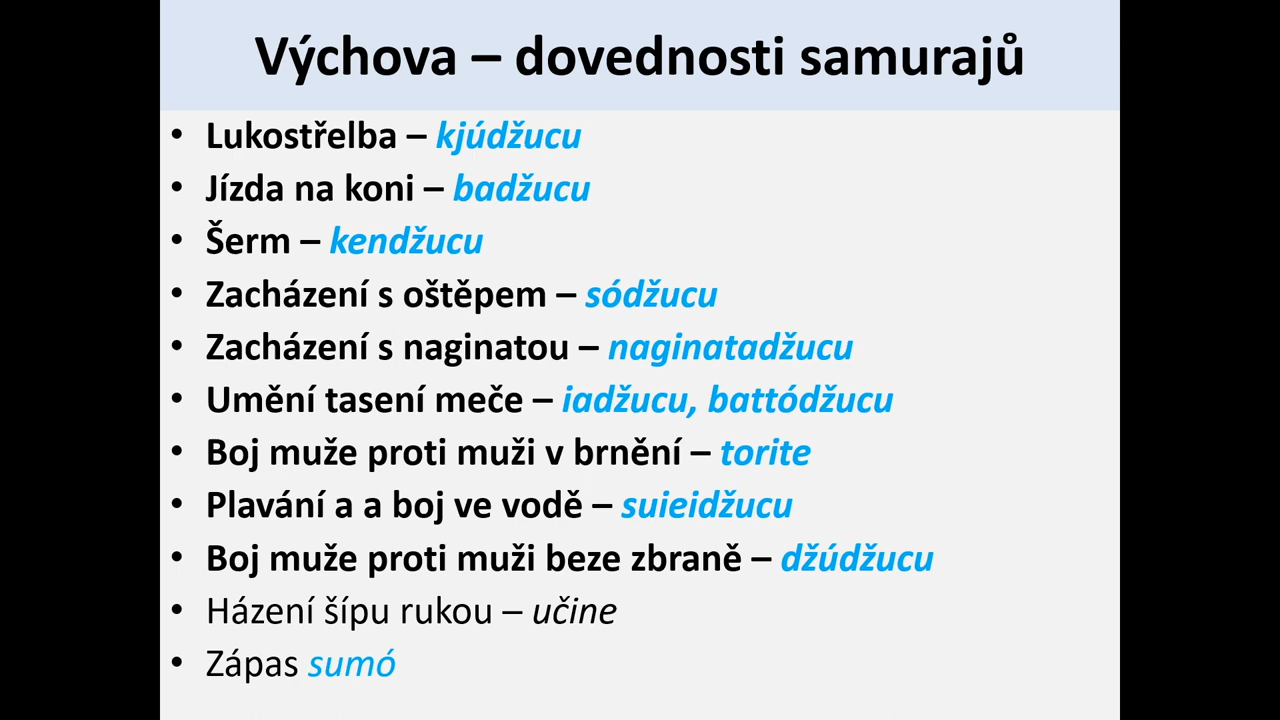 Výchova – dovednosti samurajů
• Lukostřelba – kjúdžucu
• Jízda na koni – badžucu
• Šerm – kendžucu
• Zacházení s oštěpem – sódžucu
• Zacházení s naginatou – naginatadžucu
• Umění tasení meče – iadžucu, battódžucu
• Boj muže proti muži v brnění – torite
• Plavání a a boj ve vodě – suieidžucu
• Boj muže proti muži beze zbraně – džúdžucu
• Házení šípu rukou – učine
• Zápas sumó